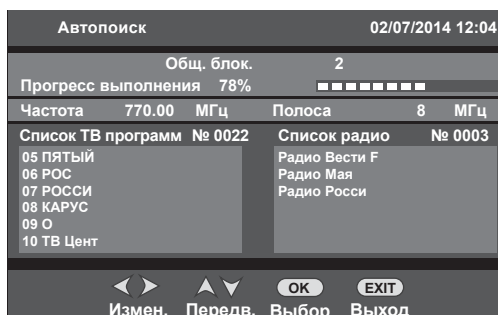 Автопоиск 02/07/2014 12:04
Общ. блок. 2
Прогресс выполнения 78%
Частота 770.00 МГц Полоса 8 МГц
Список ТВ программ № 0022 Список радио № 0003
05 ПЯТЫЙ Радио Вести F
06 РОС Радио Мая
07 РОССИ Радио Росси
08 КАРУС
09 О
10 ТВ Цент
OK EXIT
Измен. Передв. Выбор Выход